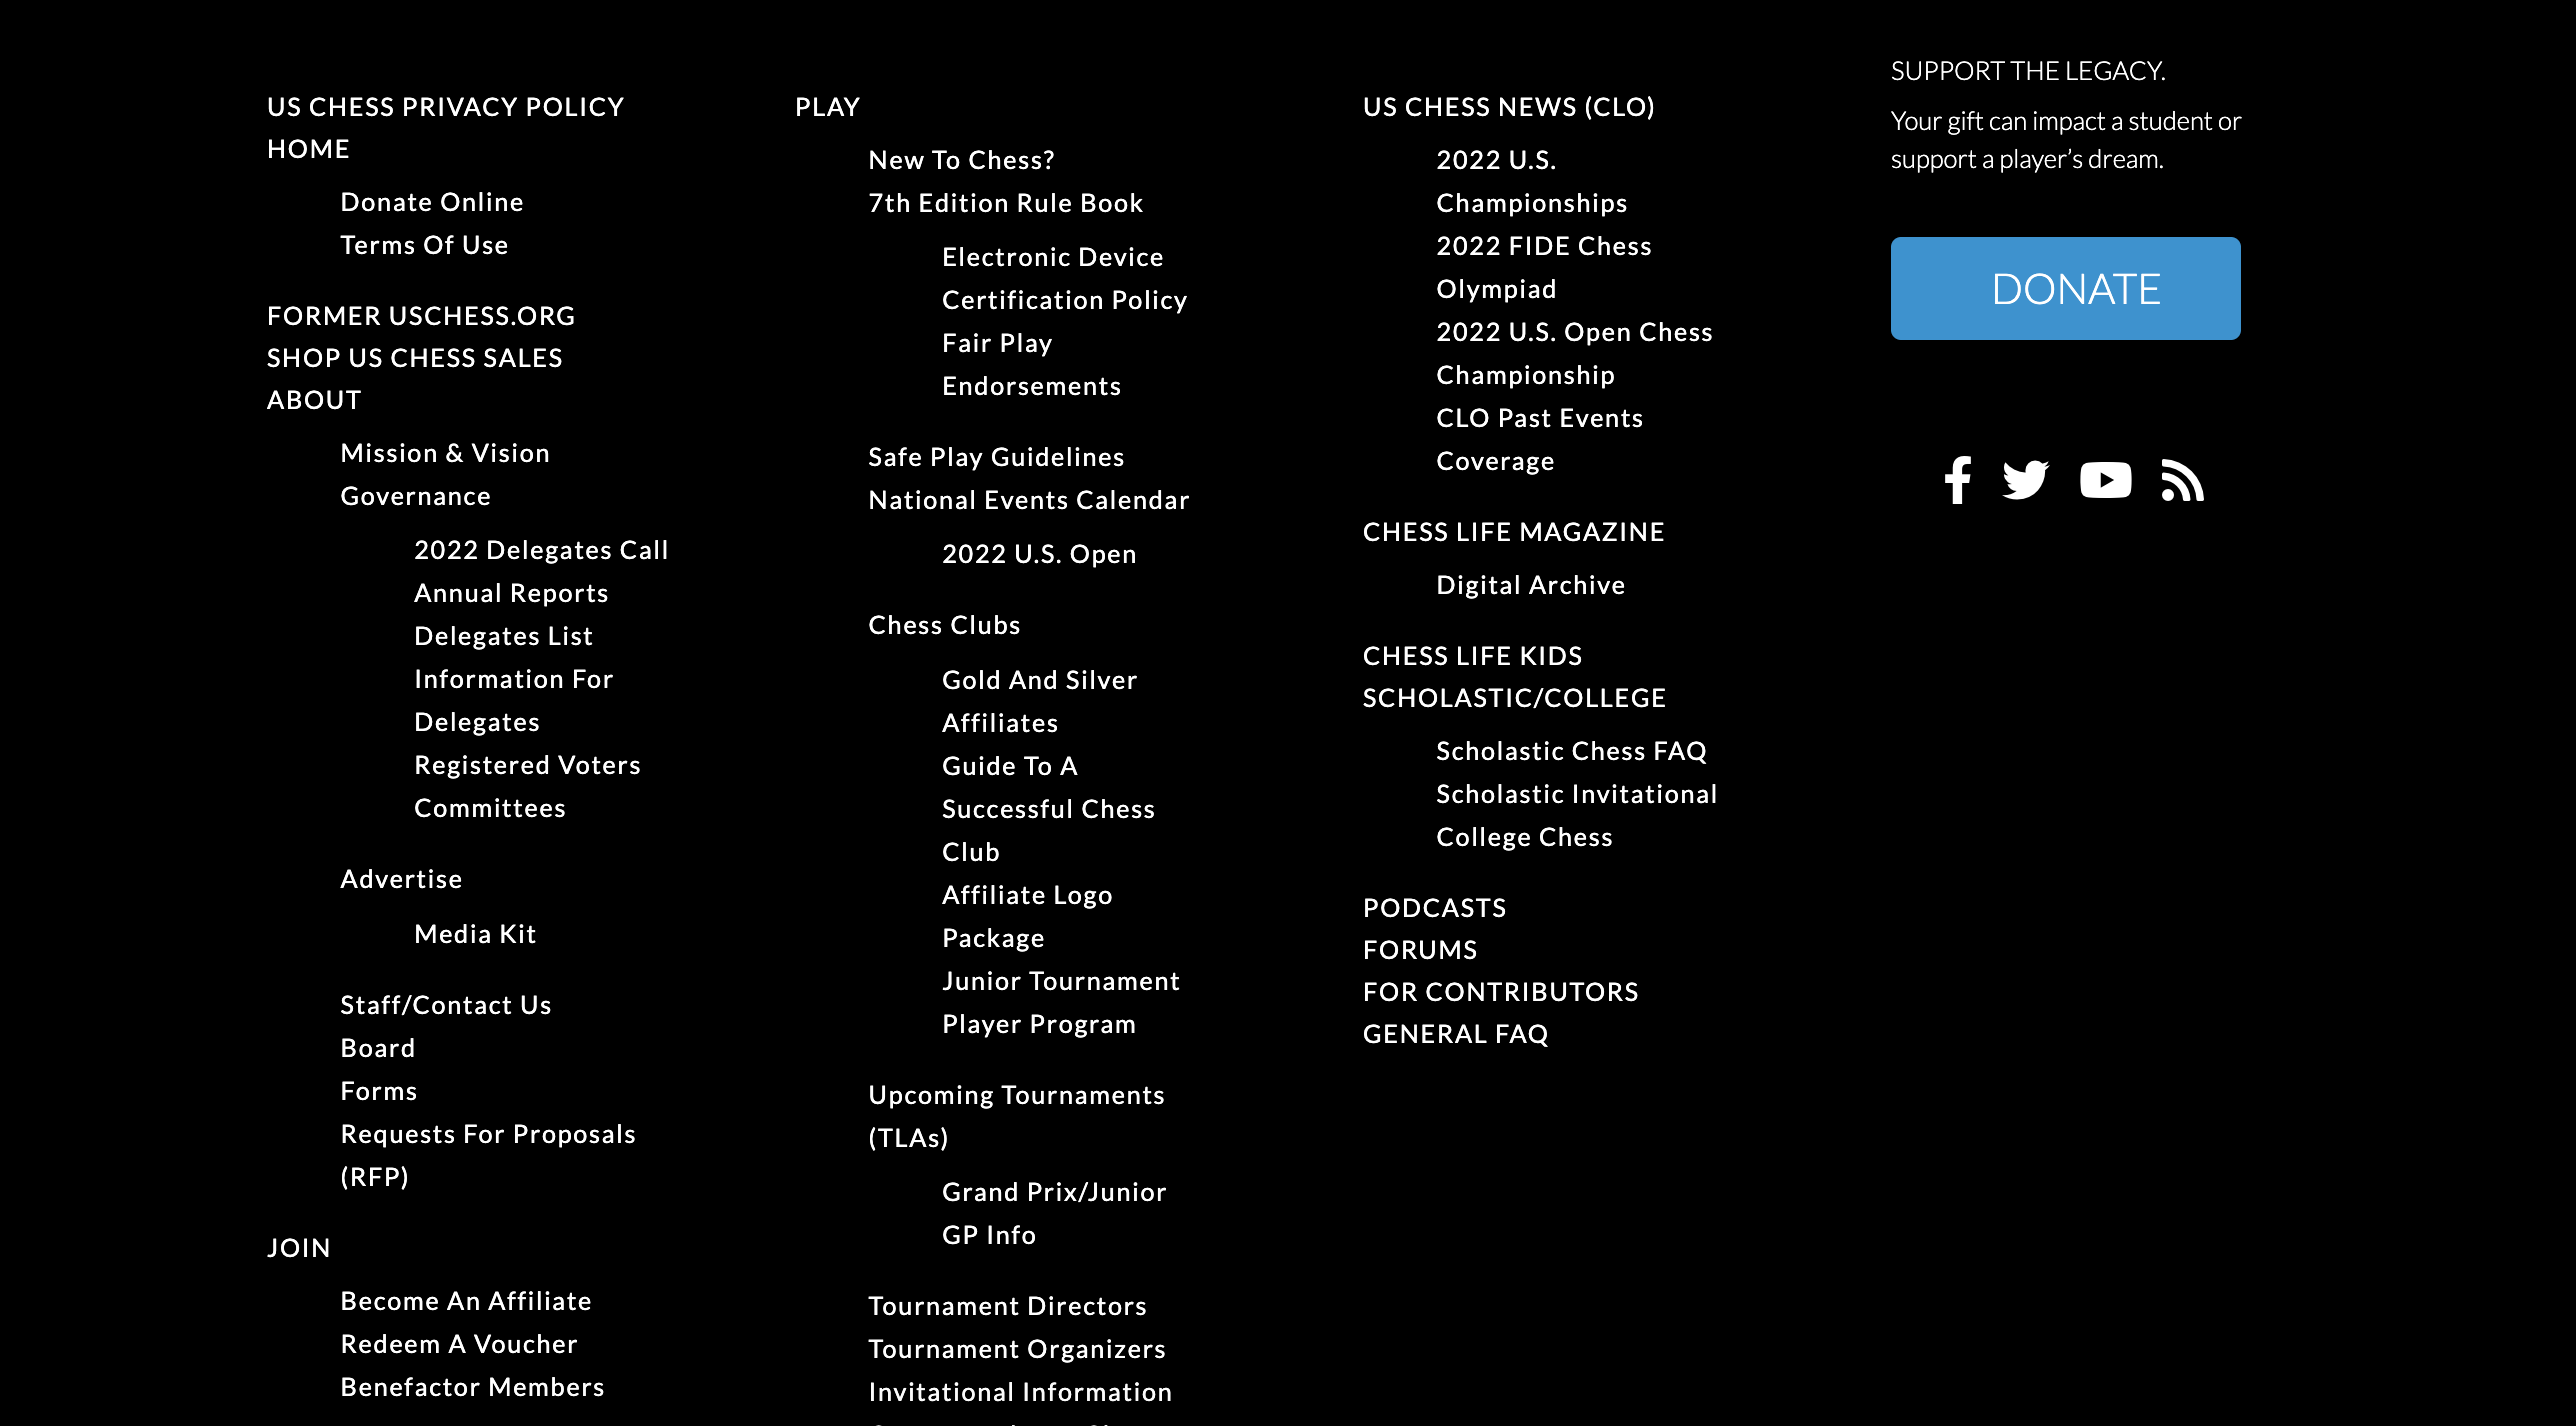 US CHESS PRIVACY POLICY
HOME
Donate Online
Terms Of Use
FORMER USCHESS.ORG
SHOP US CHESS SALES
ABOUT
Mission & Vision
Governance
2022 Delegates Call
Annual Reports
Delegates List
Information For
Delegates
Registered Voters
Committees
Advertise
Media Kit
Staff/Contact Us
Board
Forms
Requests For Proposals
(RFP)
JOIN
Become An Affiliate
Redeem A Voucher
Benefactor Members
PLAY
New To Chess?
7th Edition Rule Book
Electronic Device
Certification Policy
Fair Play
Endorsements
Safe Play Guidelines
National Events Calendar
2022 U.S. Open
Chess Clubs
Gold And Silver
Affiliates
Guide To A
Successful Chess
Club
Affiliate Logo
Package
Junior Tournament
Player Program
Upcoming Tournaments
(TLAs)
Grand Prix/Junior
GP Info
Tournament Directors
Tournament Organizers
Invitational Information
US CHESS NEWS (CLO)
2022 U.S.
Championships
2022 FIDE Chess
Olympiad
2022 U.S. Open Chess
Championship
CLO Past Events
Coverage
CHESS LIFE MAGAZINE
Digital Archive
CHESS LIFE KIDS
SCHOLASTIC/COLLEGE
Scholastic Chess FAQ
Scholastic Invitational
College Chess
PODCASTS
FORUMS
FOR CONTRIBUTORS
GENERAL FAQ
SUPPORT THE LEGACY.
Your gift can impact a student or
support a player’s dream.
DONATE